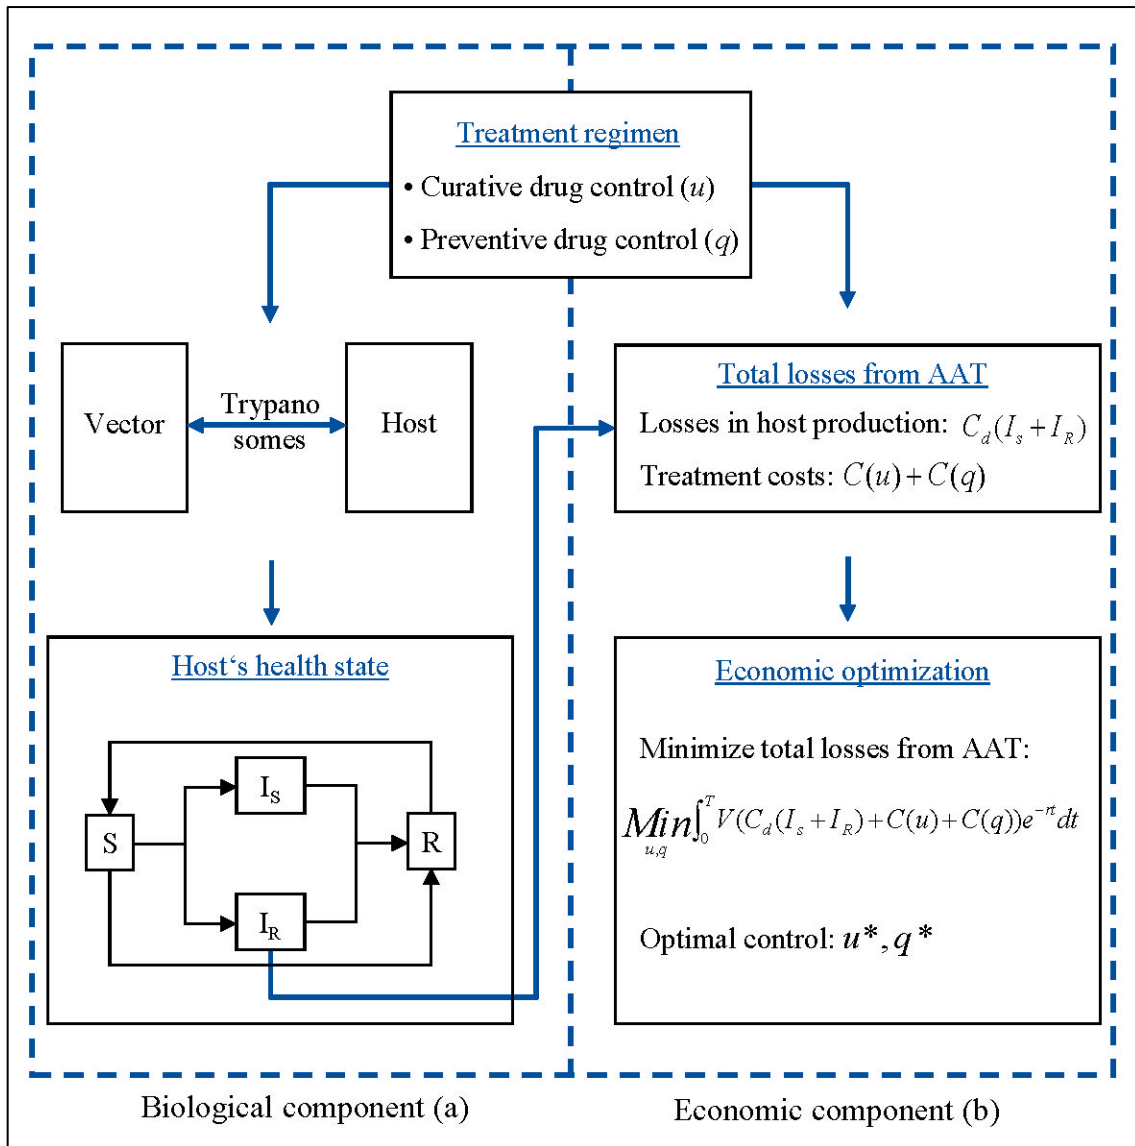 Treatment regimen
• Curative drug control (u)
• Preventive drug control (q)
Vector
Trypano
somes
Host
Total losses from AAT
Losses in host production: C_d(I_s+I_R)
Treatment costs: C(u)+C(q)
Host‘s health state
I_S
S
R
I_R
Economic optimization
Minimize total losses from AAT:
Min_{u,q}∫_0^T V(C_d(I_s+I_R)+C(u)+C(q))e^{-rt}dt
Optimal control: u*,q*
Biological component (a)
Economic component (b)